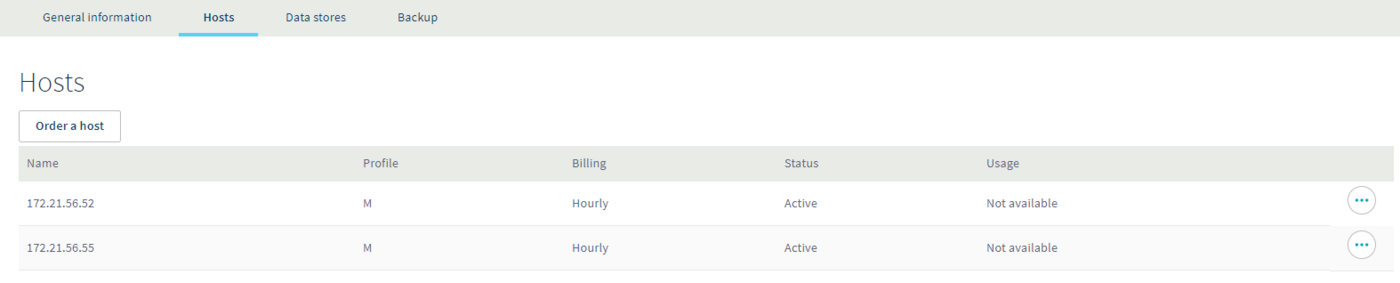 General information Hosts Data stores Backup
Hosts
Order a host
Name Profile Billing Status Usage
172.21.56.52 M Hourly Active Not available
172.21.56.55 M Hourly Active Not available